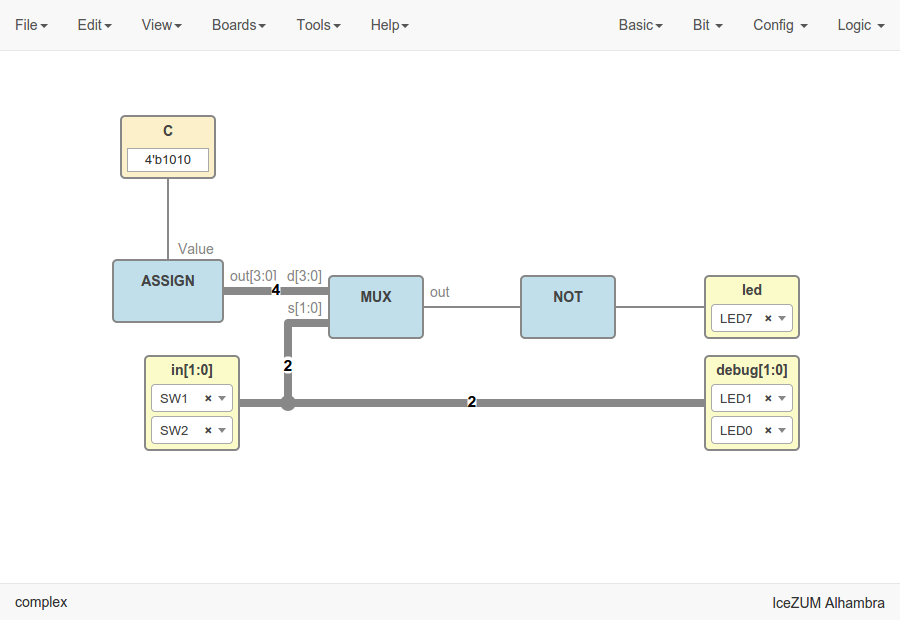 File Edit View Boards Tools Help Basic Bit Config Logic
C
4'b1010
Value
ASSIGN
out[3:0] d[3:0]
4
s[1:0]
MUX
out
NOT
led
LED7 ×
2
in[1:0]
SW1 ×
SW2 ×
2
debug[1:0]
LED1 ×
LED0 ×
complex
IceZUM Alhambra